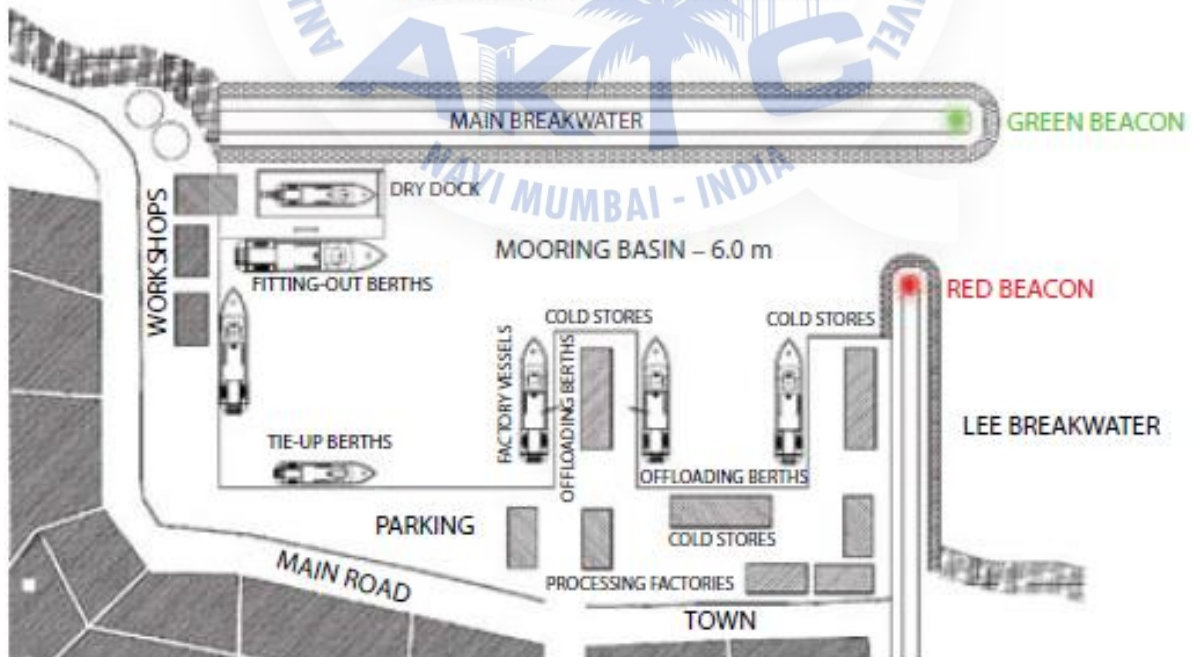 AKTC
NAVI MUMBAI - INDIA
MAIN BREAKWATER
GREEN BEACON
DRY DOCK
WORKSHOPS
MOORING BASIN – 6.0 m
FITTING-OUT BERTHS
RED BEACON
COLD STORES
COLD STORES
FACTORY VESSELS
OFFLOADING BERTHS
LEE BREAKWATER
TIE-UP BERTHS
OFFLOADING BERTHS
PARKING
COLD STORES
MAIN ROAD
PROCESSING FACTORIES
TOWN